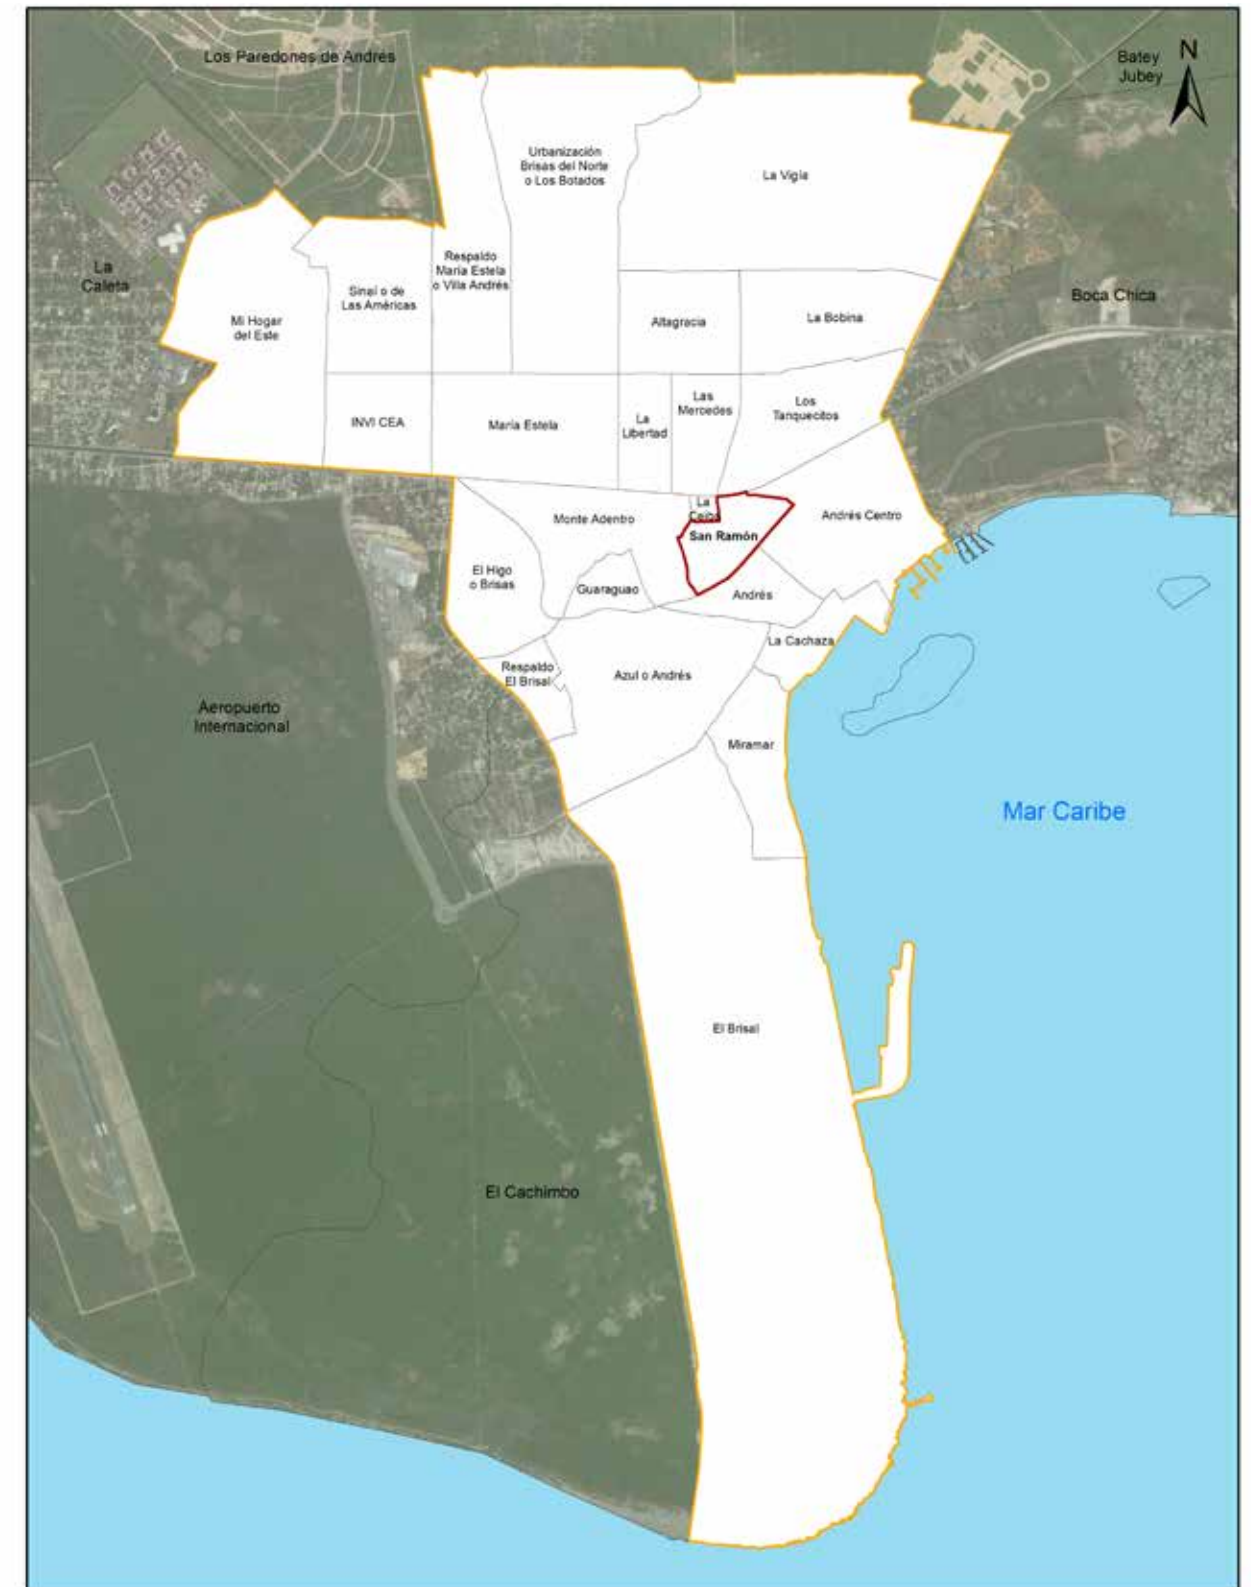 Los Paredones de Andrés
Batey
Jubey
N
Urbanización
Brisas del Norte
o Los Botados
La Vigía
La
Caleta
Respaldo
María Estela
o Villa Andrés
Sinaí o de
Las Américas
Mi Hogar
del Este
Altagracia
La Bobina
Boca Chica
INVI CEA
María Estela
La
Libertad
Las
Mercedes
Los
Tanquecitos
La
Ceiba
Monte Adentro
San Ramón
Andrés Centro
El Higo
o Brisas
Guaraguao
Andrés
La Cachaza
Respaldo
El Brisal
Azul o Andrés
Aeropuerto
Internacional
Miramar
Mar Caribe
El Brisal
El Cachimbo